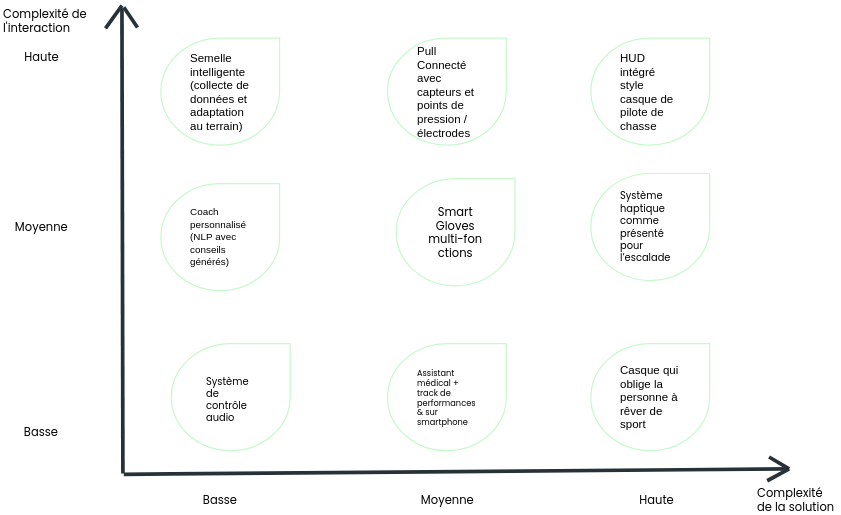 Complexité de
l'interaction
Haute
Semelle
intelligente
(collecte de
données et
adaptation
au terrain)
Pull
Connecté
avec
capteurs et
points de
pression /
électrodes
HUD
intégré
style
casque de
pilote de
chasse
Moyenne
Coach
personnalisé
(NLP avec
conseils
générés)
Smart
Gloves
multi-fon
ctions
Système
haptique
comme
présenté
pour
l'escalade
Basse
Système
de
contrôle
audio
Assistant
médical +
track de
performances
& sur
smartphone
Casque qui
oblige la
personne à
rêver de
sport
Basse
Moyenne
Haute
Complexité
de la solution